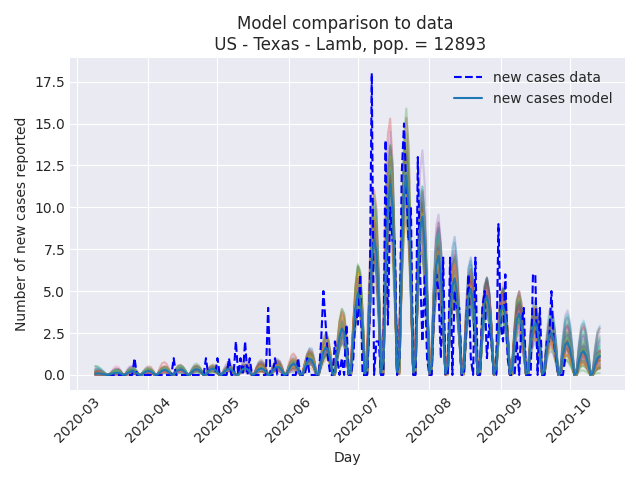 Model comparison to data
US - Texas - Lamb, pop. = 12893
new cases data
new cases model
Number of new cases reported
17.5
15.0
12.5
10.0
7.5
5.0
2.5
0.0
2020-03
2020-04
2020-05
2020-06
2020-07
2020-08
2020-09
2020-10
Day